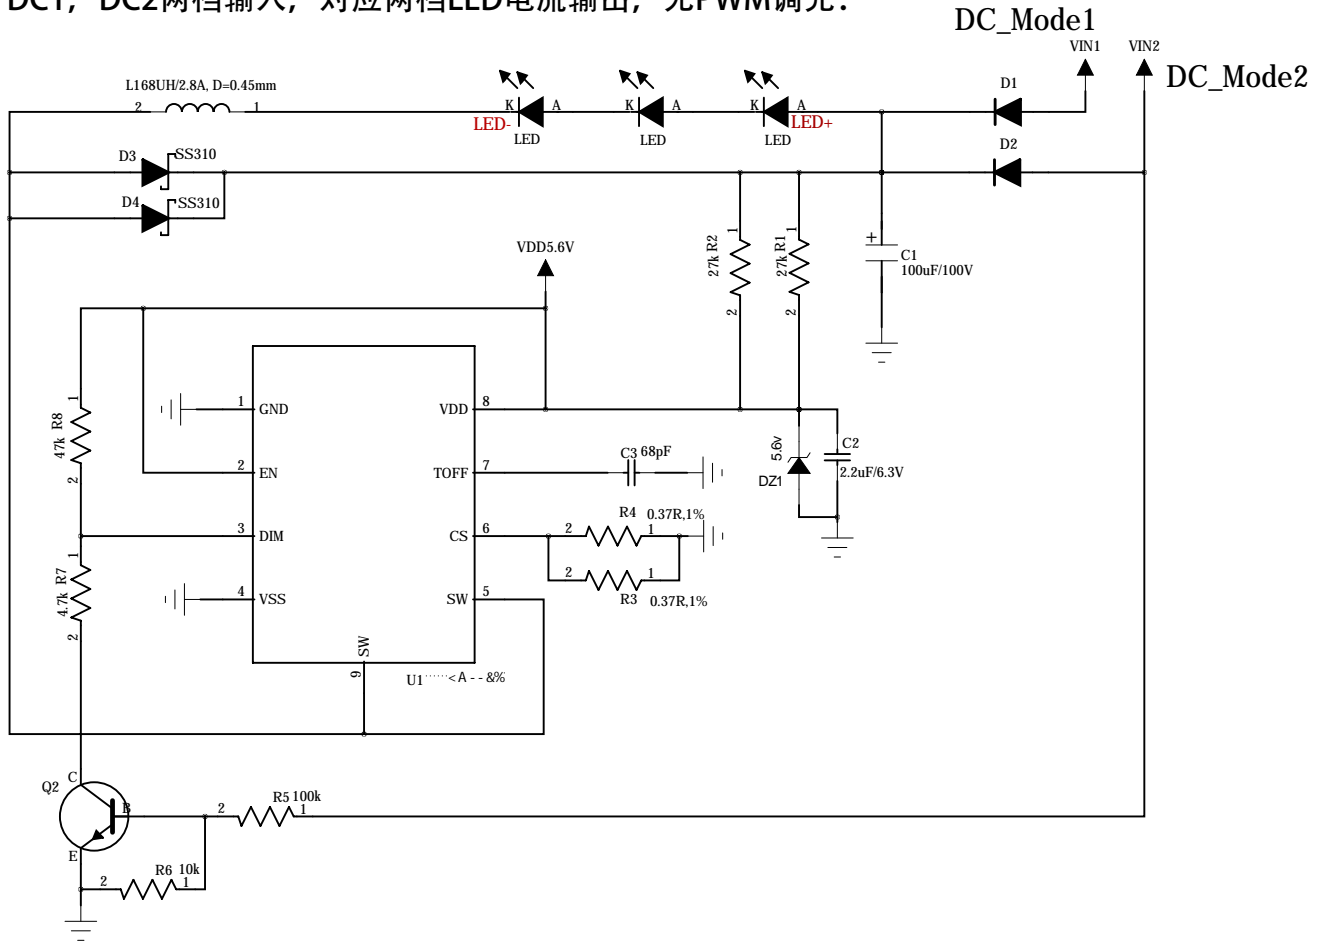 DC1，DC2两档输入，对应两档LED电流输出，无PWM调光：
DC_Mode1
VIN1
VIN2
DC_Mode2
L168UH/2.8A, D=0.45mm
2
1
K
A
K
A
K
A
LED-
LED+
LED
LED
LED
D1
D2
D3
SS310
D4
SS310
VDD5.6V
1
27k R2
2
1
27k R1
2
+
C1
100uF/100V
1
47k R8
2
1
4.7k R7
2
1
GND
2
EN
3
DIM
4
VSS
VDD
8
TOFF
7
CS
6
SW
5
SW
9
U1
<A--&%
C3 68pF
5.6v
DZ1
C2
2.2uF/6.3V
R4 0.37R,1%
2
1
2
1
R3 0.37R,1%
Q2
C
B
E
2
R5 100k
1
R6 10k
2
1